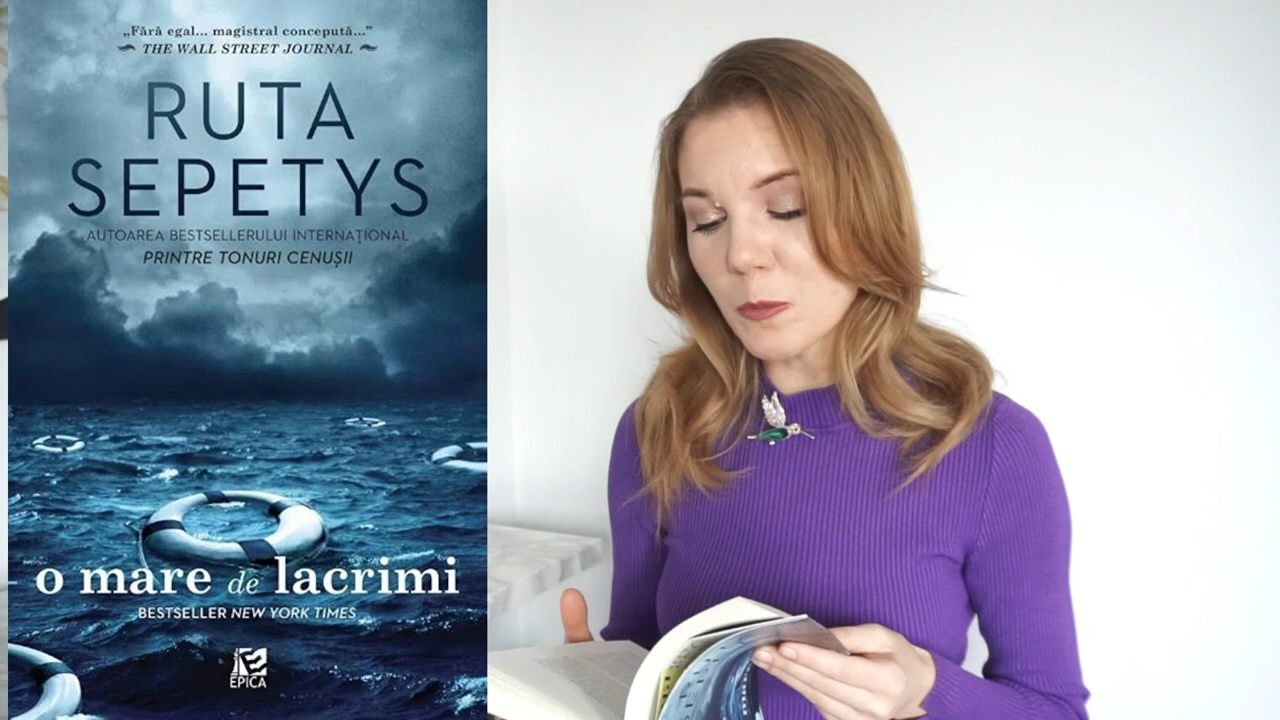 „Fără egal... magistral concepută...”
THE WALL STREET JOURNAL
RUTA
SEPETYS
AUTOAREA BESTSELLERULUI INTERNAŢIONAL
PRINTRE TONURI CENUȘII
o mare de lacrimi
BESTSELLER NEW YORK TIMES
EPICA